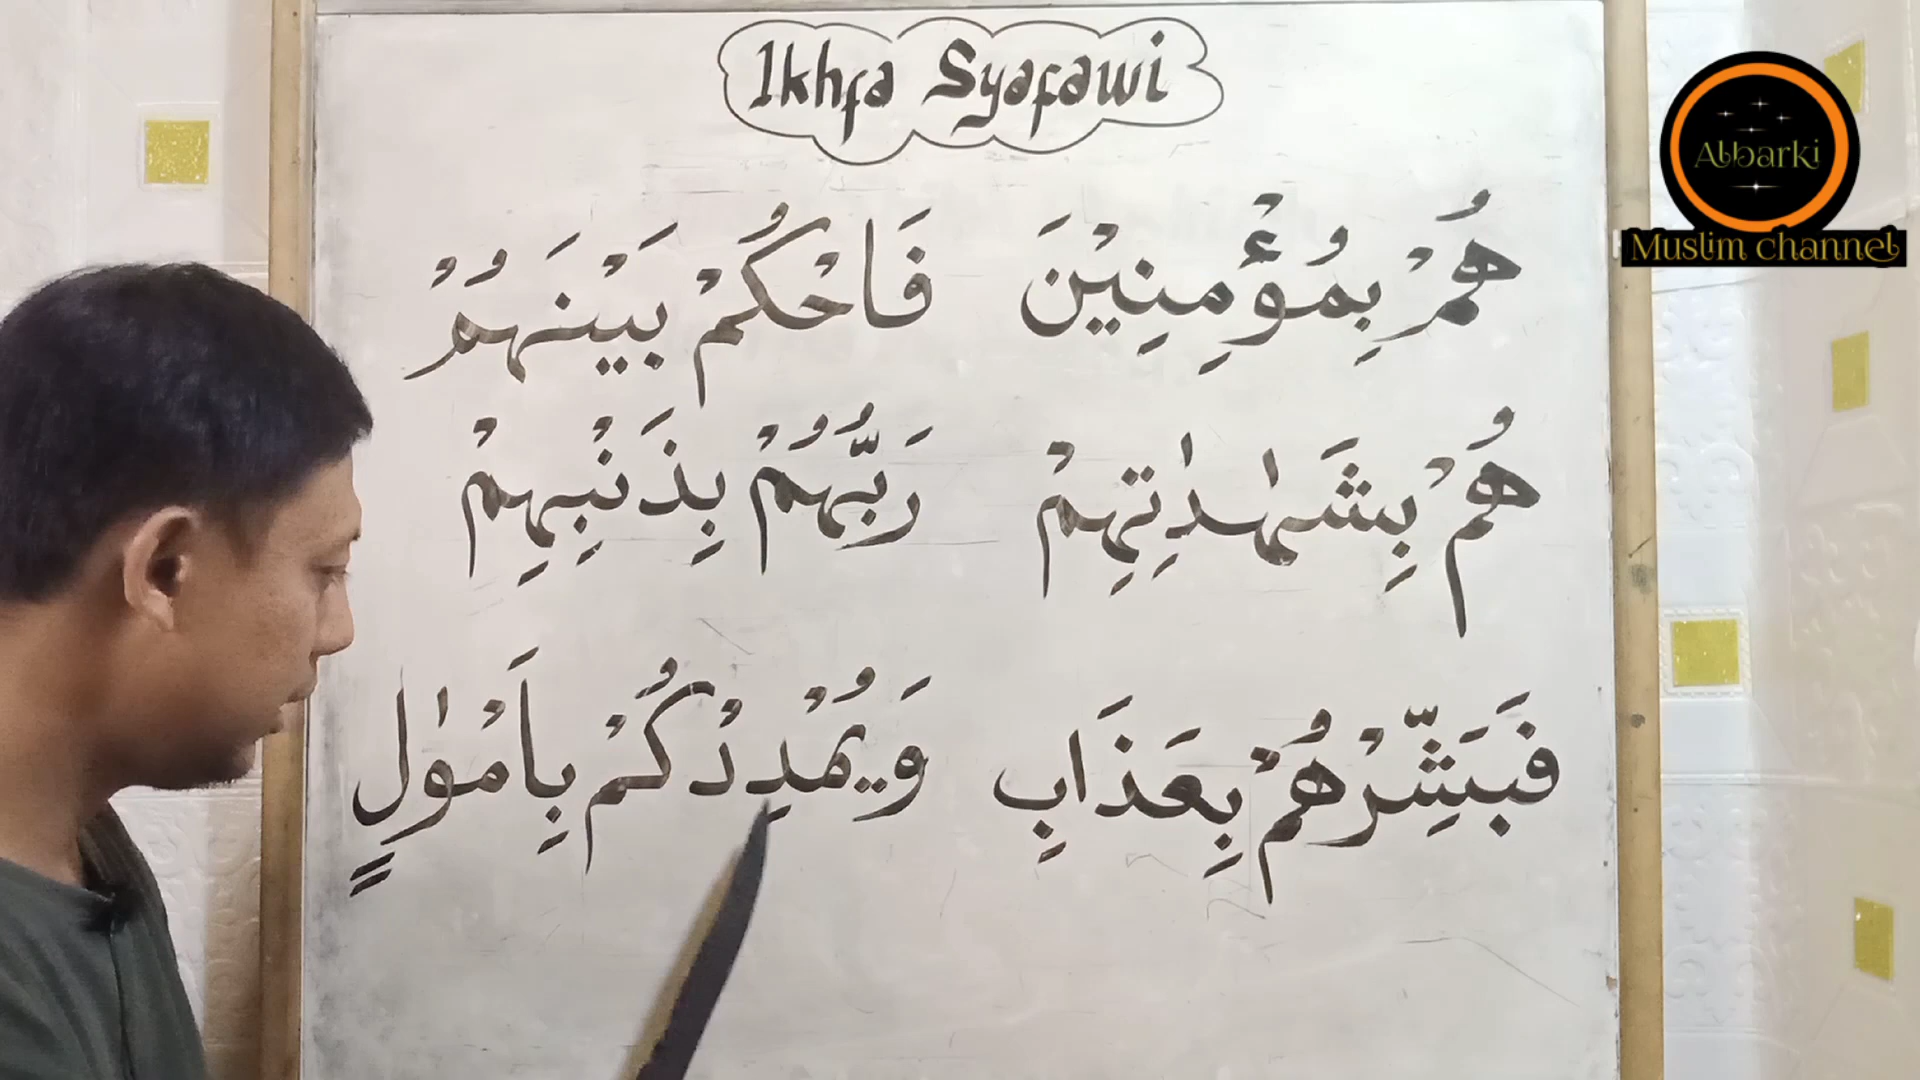 Ikhfa Syafawi
هُمْ بِمُؤْمِنِيْنَ فَاحْكُمْ بَيْنَهُمْ
هُمْ بِشَهٰدٰتِهِمْ رَبُّهُمْ بِذَنْبِهِمْ
فَبَشِّرْهُمْ بِعَذَابِ وَيُمْدِدْكُمْ بِاَمْوٰلٍ
Abbarki
Muslim channel